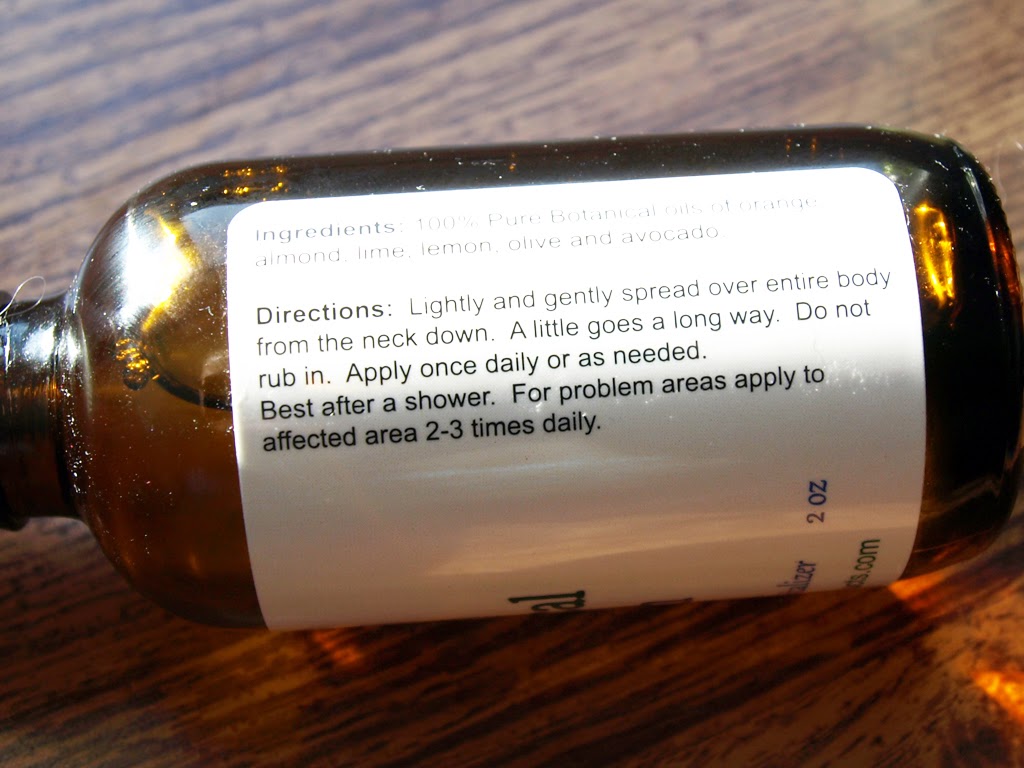 Ingredients: 100% Pure Botanical oils of orange,
almond, lime, lemon, olive and avocado.
Directions: Lightly and gently spread over entire body
from the neck down. A little goes a long way. Do not
rub in. Apply once daily or as needed.
Best after a shower. For problem areas apply to
affected area 2-3 times daily.
2 oz